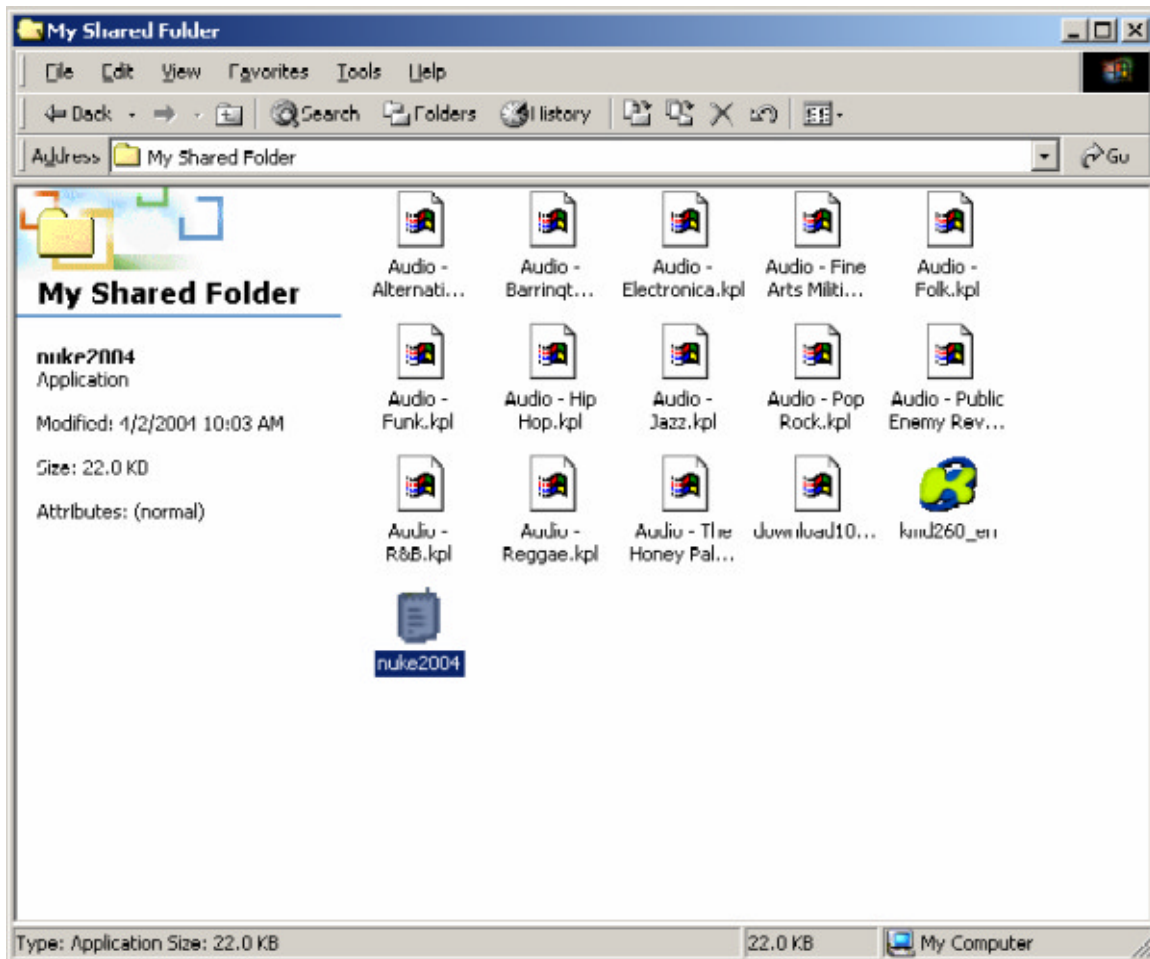 My Shared Folder
File Edit View Favorites Tools Help
Back Search Folders History
Address My Shared Folder Go
My Shared Folder
nuke2004
Application
Modified: 4/2/2004 10:03 AM
Size: 22.0 KB
Attributes: (normal)
Audio - Alternati...
Audio - Barringt...
Audio - Electronica.kpl
Audio - Fine Arts Militi...
Audio - Folk.kpl
Audio - Funk.kpl
Audio - Hip Hop.kpl
Audio - Jazz.kpl
Audio - Pop Rock.kpl
Audio - Public Enemy Rev...
Audio - R&B.kpl
Audio - Reggae.kpl
Audio - The Honey Pal...
download10...
kmd260_en
nuke2004
Type: Application Size: 22.0 KB 22.0 KB My Computer